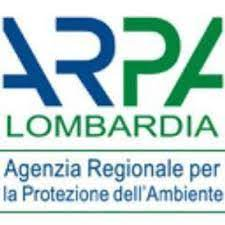 ARPA
LOMBARDIA
Agenzia Regionale per
la Protezione dell'Ambiente